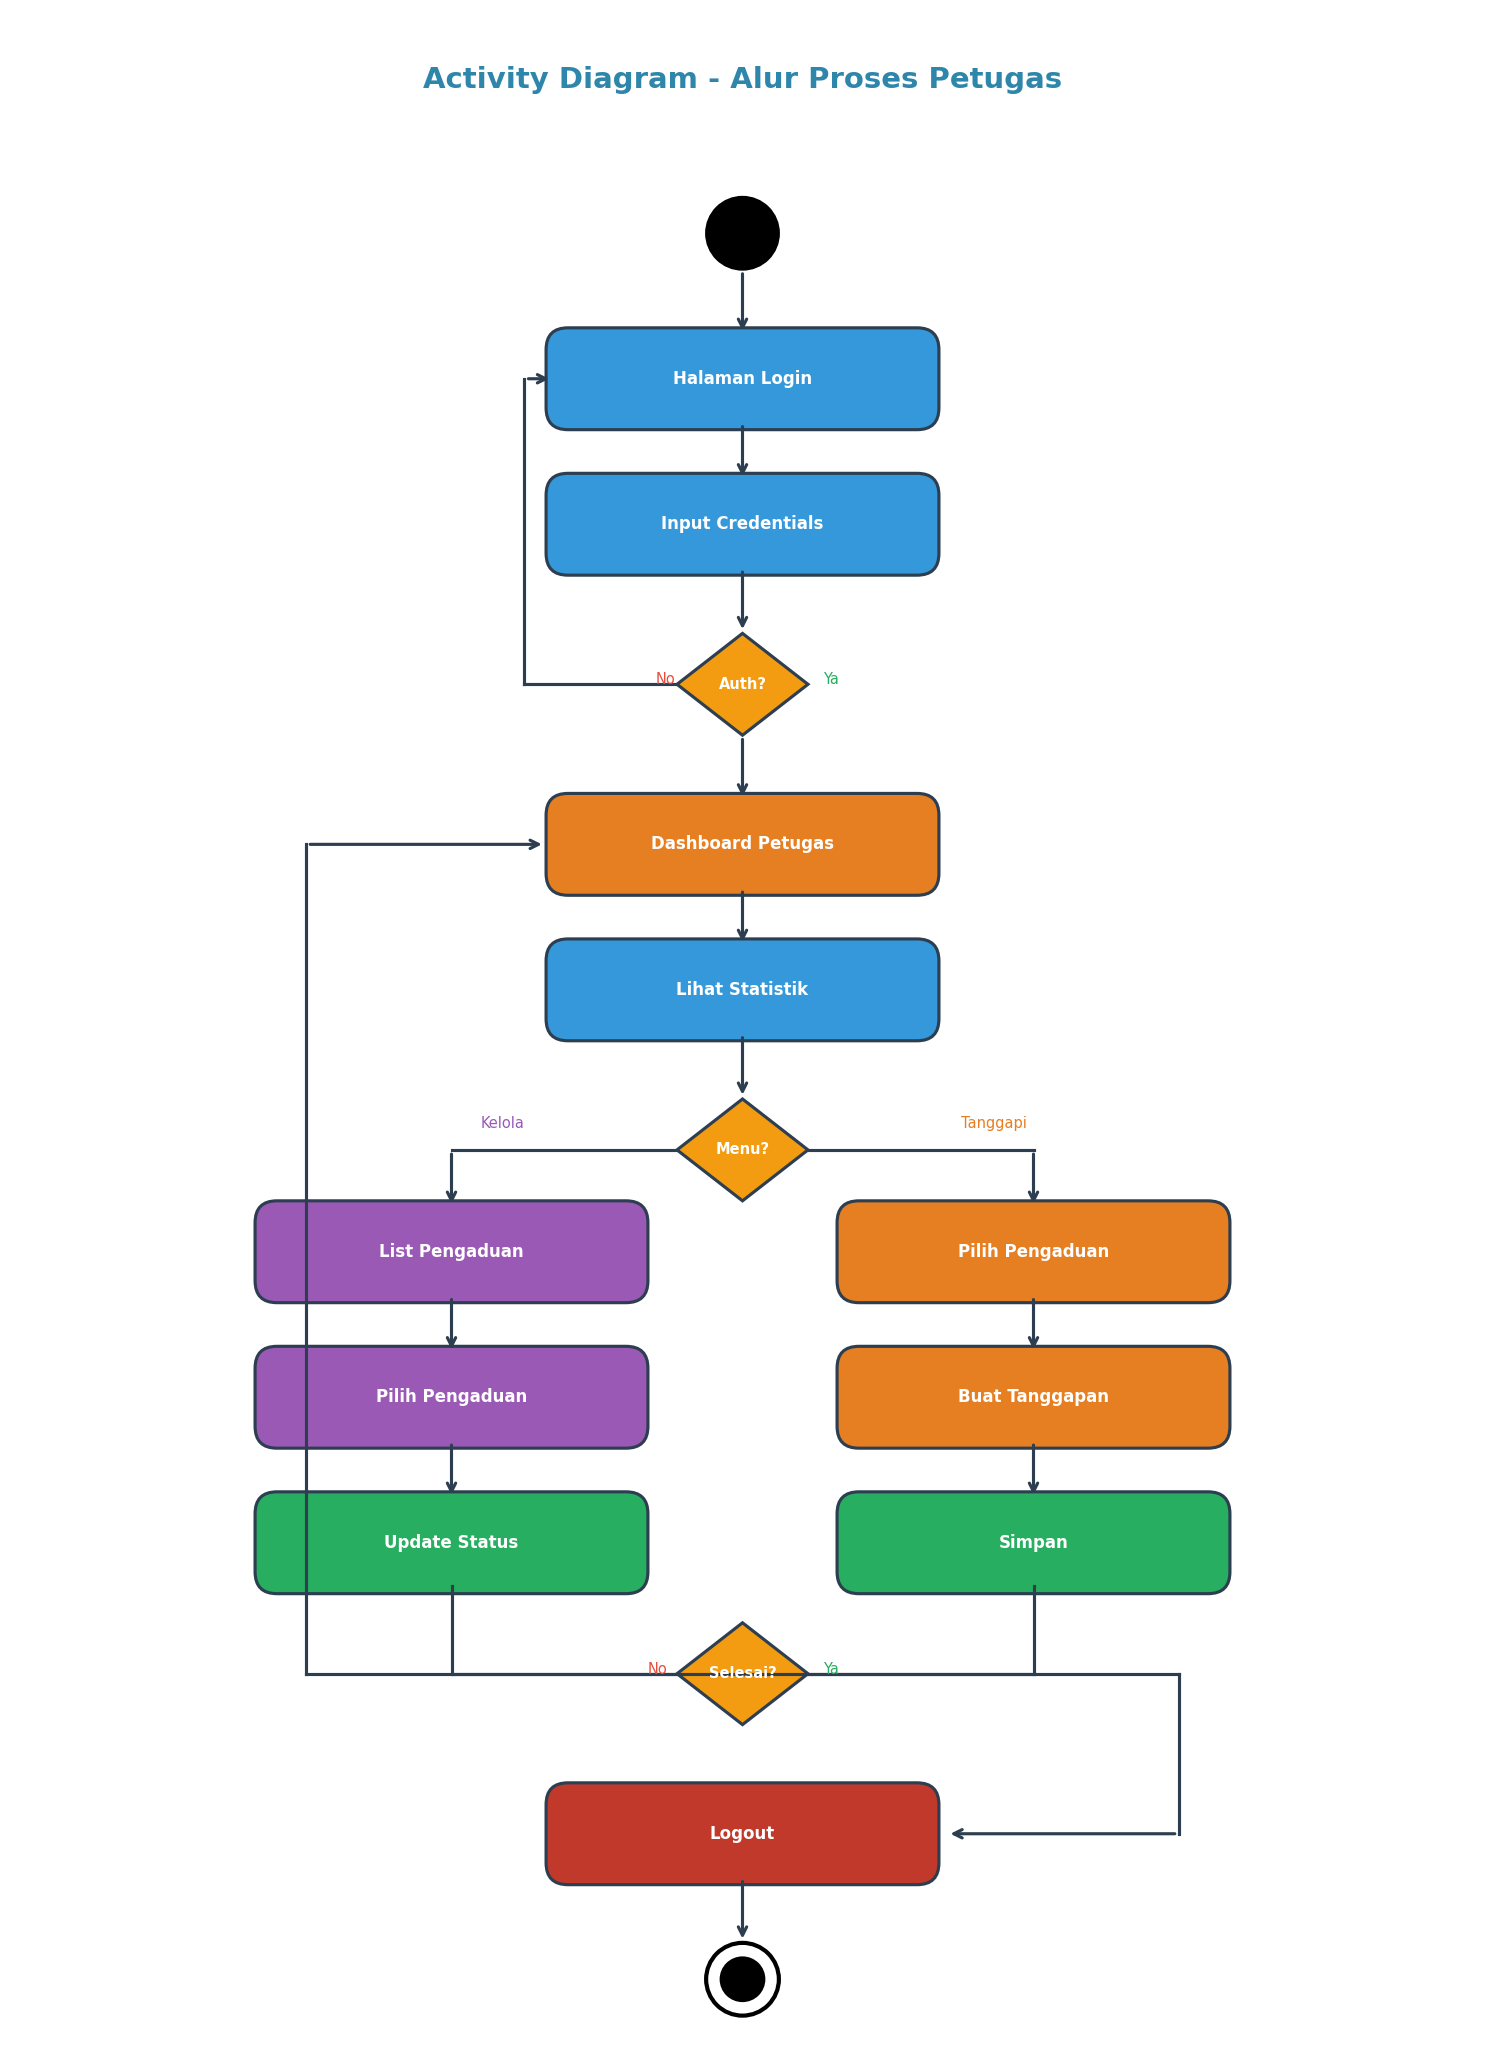 Activity Diagram - Alur Proses Petugas
Halaman Login
Input Credentials
No
Auth?
Ya
Dashboard Petugas
Lihat Statistik
Kelola
Menu?
Tanggapi
List Pengaduan
Pilih Pengaduan
Pilih Pengaduan
Buat Tanggapan
Update Status
Simpan
No
Selesai?
Ya
Logout